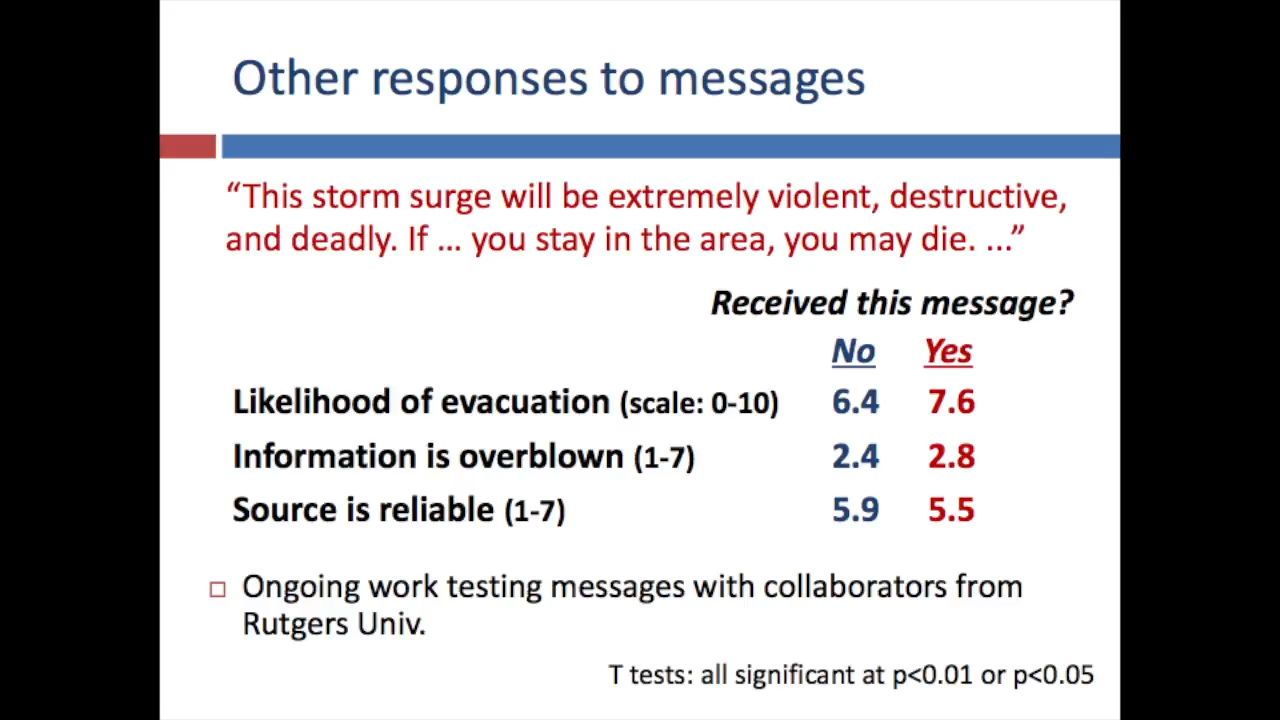 Other responses to messages
“This storm surge will be extremely violent, destructive,
and deadly. If ... you stay in the area, you may die. ...”
Received this message?
No Yes
Likelihood of evacuation (scale: 0-10) 6.4 7.6
Information is overblown (1-7) 2.4 2.8
Source is reliable (1-7) 5.9 5.5
Ongoing work testing messages with collaborators from
Rutgers Univ.
T tests: all significant at p<0.01 or p<0.05